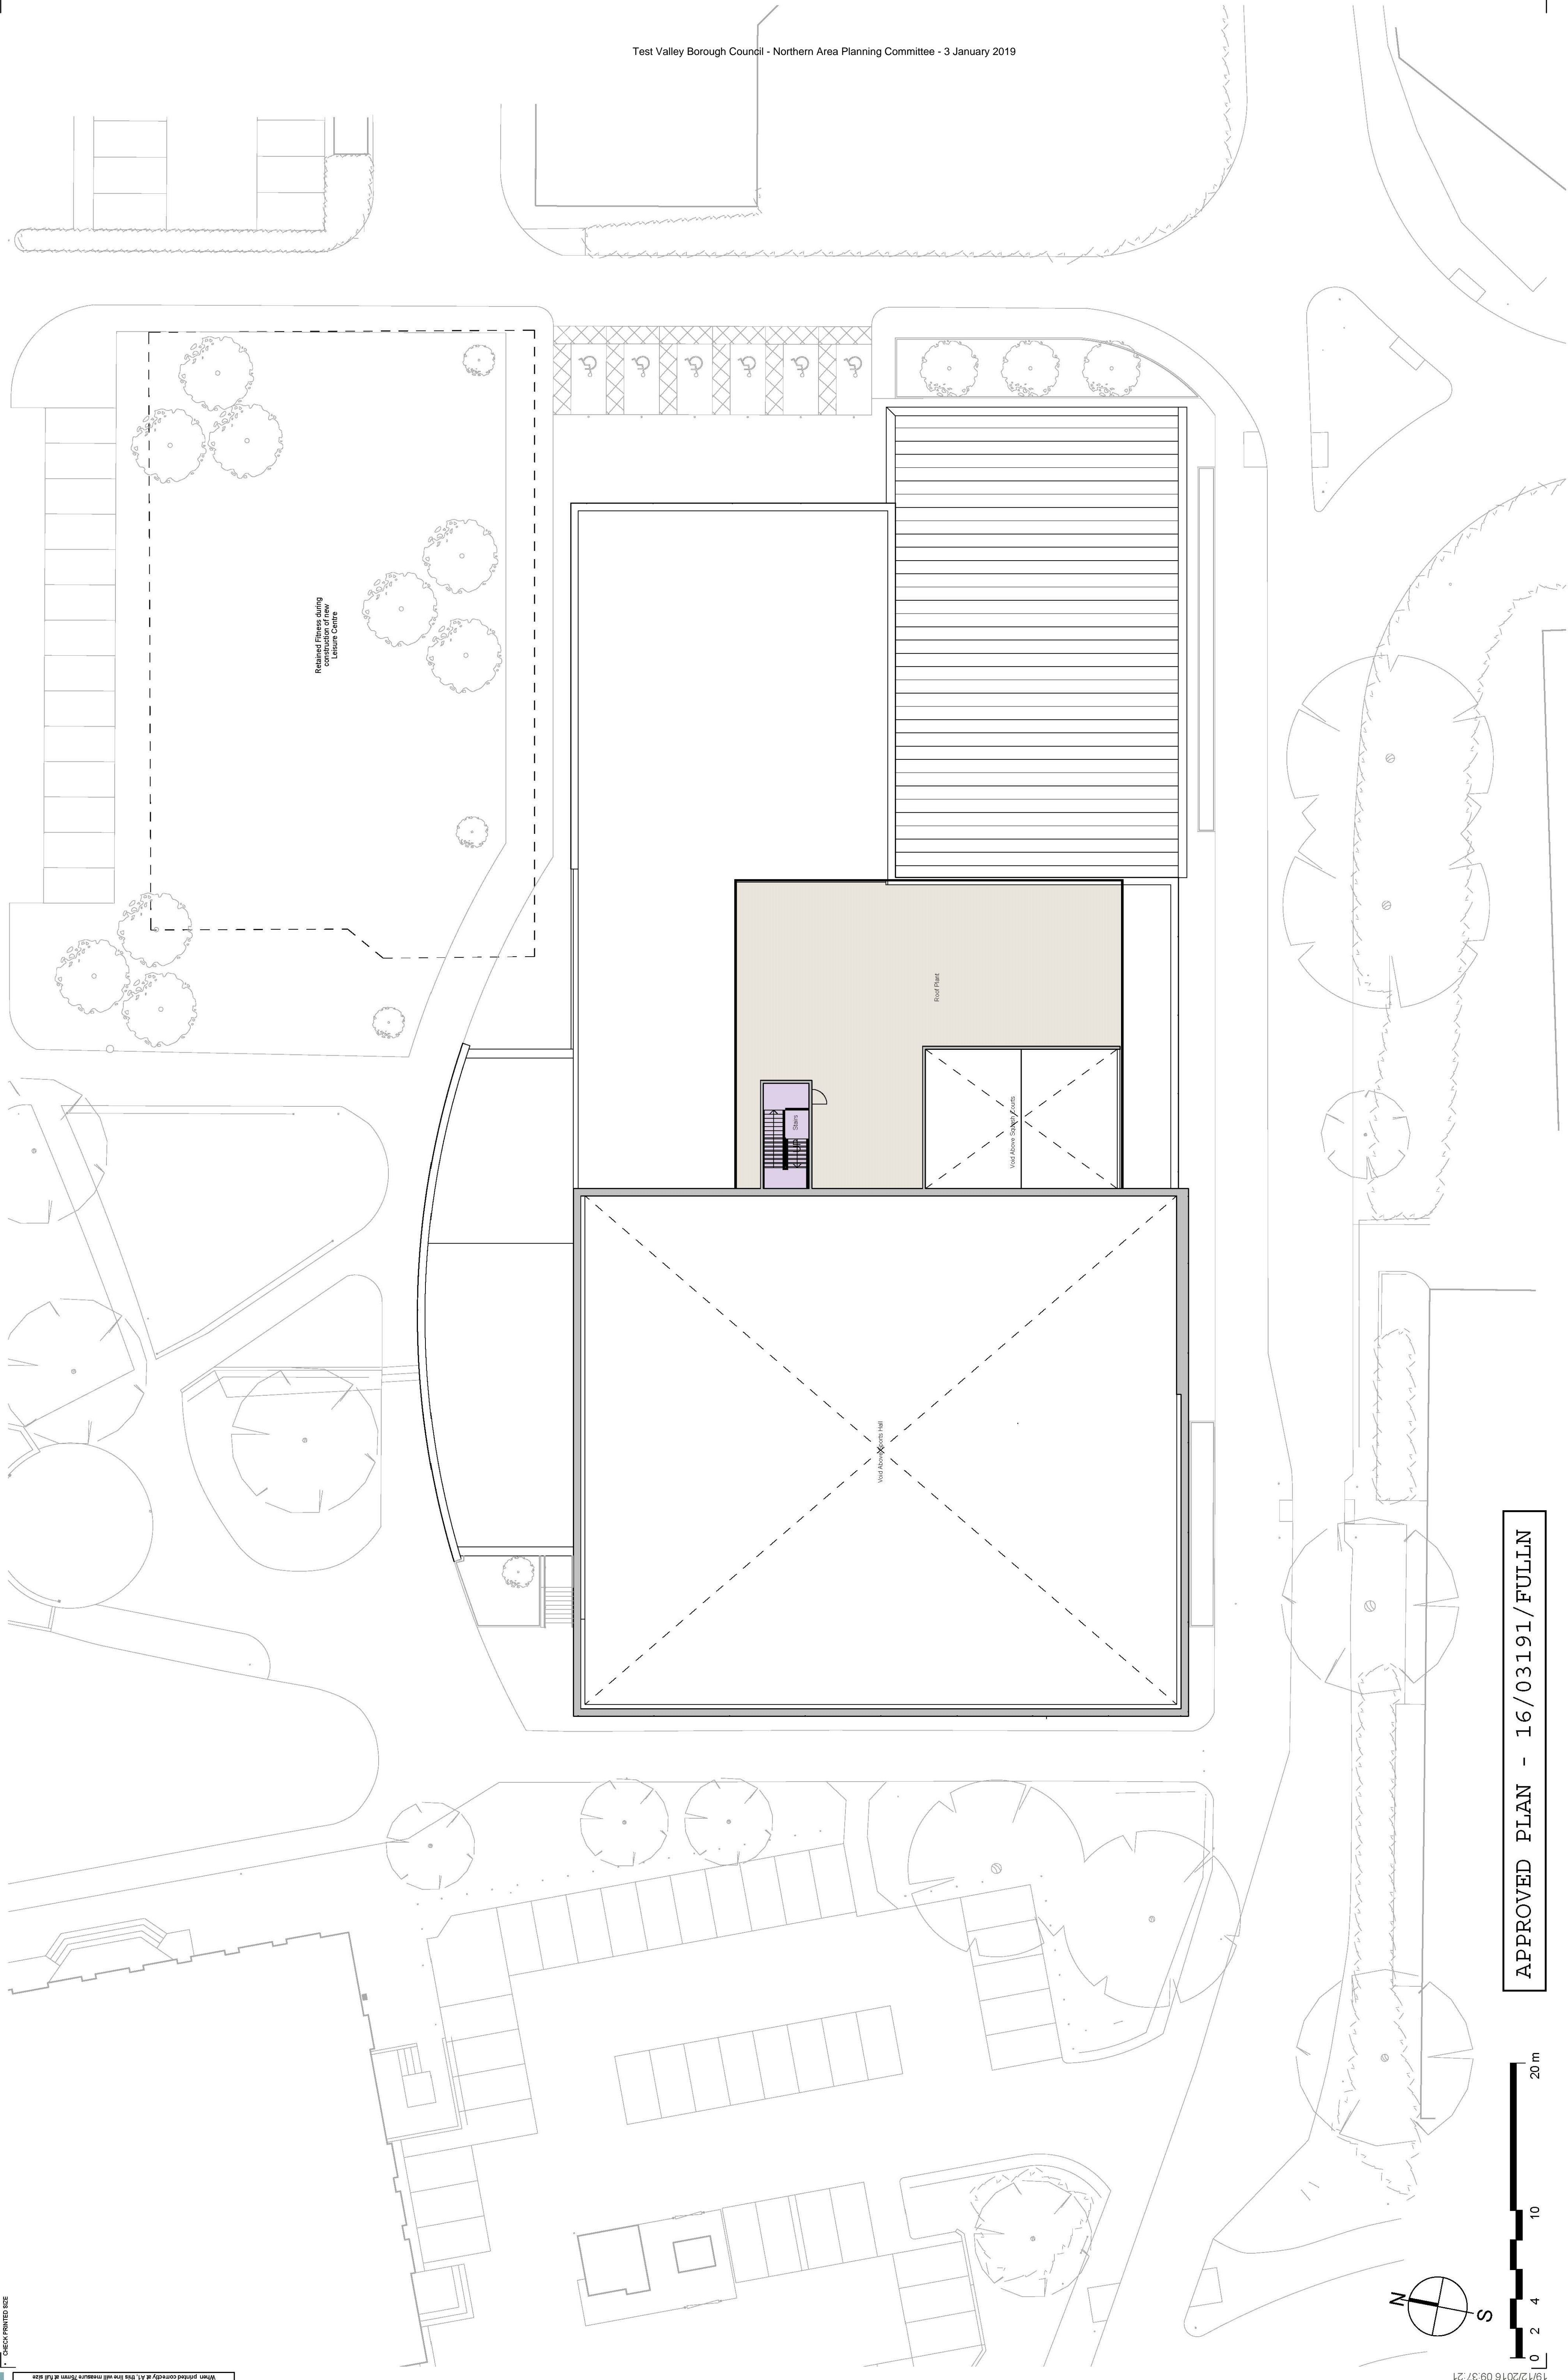 Test Valley Borough Council - Northern Area Planning Committee - 3 January 2019
Retained Fitness during
construction of new
Leisure Centre
Roof Plant
Stairs
UP
Void Above Squash Courts
Void Above Sports Hall
APPROVED PLAN - 16/03191/FULLN
0 2 4 10 20 m
N
S
CHECK PRINTED SIZE
When printed correctly at A1, this line will measure 75mm at full size
19/12/2016 09:37:21